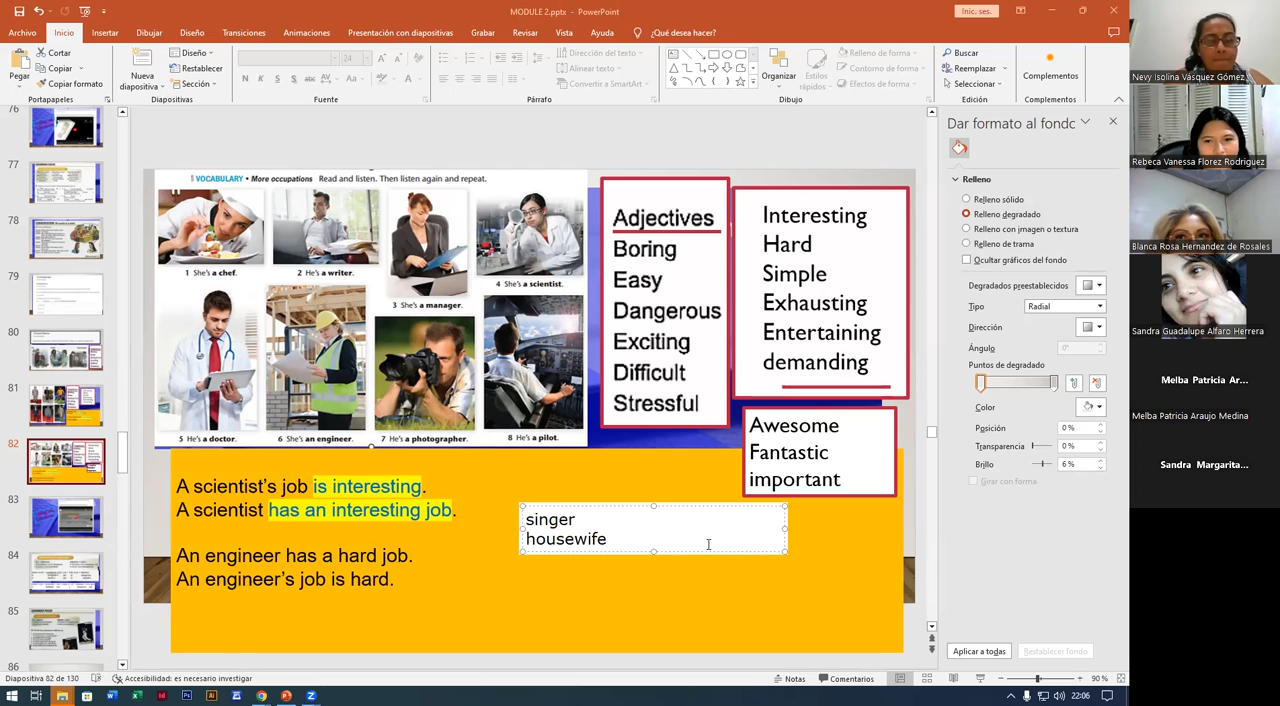 MODULE 2.pptx - PowerPoint
Inic. ses.
Archivo Inicio Insertar Dibujar Diseño Transiciones Animaciones Presentación con diapositivas Grabar Revisar Vista Ayuda ¿Qué desea hacer?
Pegar
Cortar
Copiar
Copiar formato
Portapapeles
Nueva diapositiva
Diseño
Restablecer
Sección
Diapositivas
24
N K S S abc AV Aa A
Fuente
Dirección del texto
Alinear texto
Convertir a SmartArt
Párrafo
Organizar
Estilos rápidos
Relleno de forma
Contorno de forma
Efectos de forma
Dibujo
Buscar
Reemplazar
Seleccionar
Edición
Complementos
Complementos
76
77
78
79
80
81
82
83
84
85
86
VOCABULARY • More occupations Read and listen. Then listen again and repeat.
1 She's a chef.
2 He's a writer.
3 She's a manager.
4 She's a scientist.
5 He's a doctor.
6 She's an engineer.
7 He's a photographer.
8 He's a pilot.
Adjectives
Boring
Easy
Dangerous
Exciting
Difficult
Stressful
Interesting
Hard
Simple
Exhausting
Entertaining
demanding
Awesome
Fantastic
important
A scientist's job is interesting.
A scientist has an interesting job.
An engineer has a hard job.
An engineer's job is hard.
singer
housewife
Dar formato al fondo
Relleno
Relleno sólido
Relleno degradado
Relleno con imagen o textura
Relleno de trama
Ocultar gráficos del fondo
Degradados preestablecidos
Tipo Radial
Dirección
Ángulo 0°
Puntos de degradado
Color
Posición 0 %
Transparencia 0 %
Brillo 6 %
Girar con forma
Aplicar a todas Restablecer fondo
Nevy Isolina Vásquez Gómez
Rebeca Vanessa Florez Rodriguez
Blanca Rosa Hernandez de Rosales
Sandra Guadalupe Alfaro Herrera
Melba Patricia Ar...
Melba Patricia Araujo Medina
Sandra Margarita...
Diapositiva 82 de 130 Accesibilidad: es necesario investigar Notas Comentarios 90 %
22:06